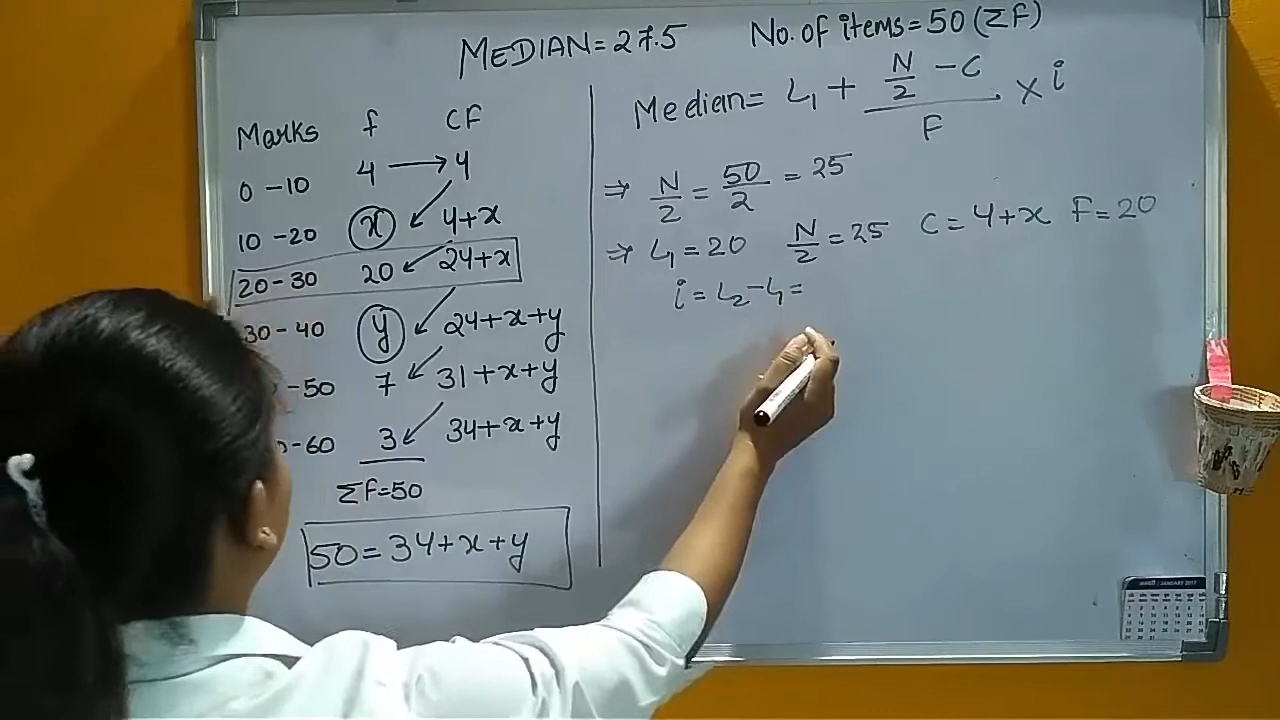 MEDIAN=27.5 No. of items=50 (ΣF)
Marks f CF
0-10 4 → 4
10-20 x 4+x
20-30 20 24+x
30-40 y 24+x+y
-50 7 31+x+y
-60 3 34+x+y
Σf=50
50=34+x+y
Median= L₁ + (N/2 - C)/F × i
⇒ N/2 = 50/2 = 25
⇒ L₁=20 N/2=25 C=4+x F=20
i=L₂-L₁=
JANUARY 2017